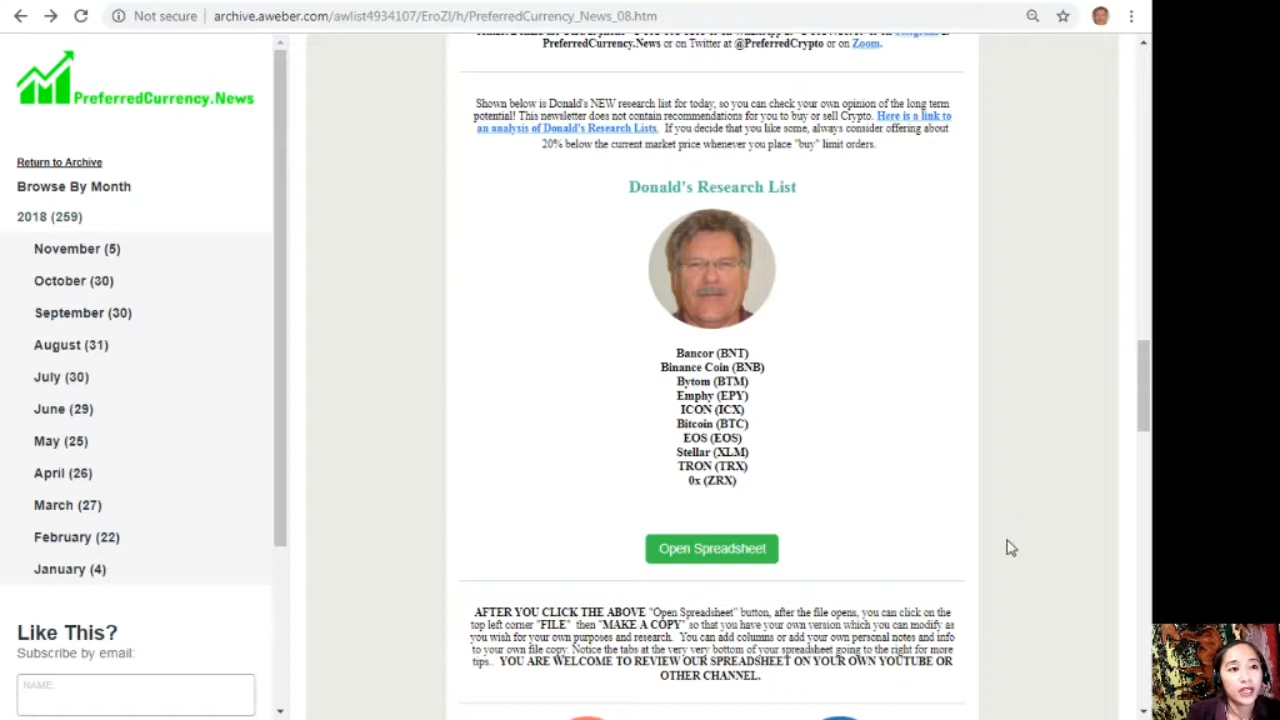 Not secure
archive.aweber.com/awlist4934107/EroZI/h/PreferredCurrency_News_08.htm
PreferredCurrency.News
Return to Archive
Browse By Month
2018 (259)
November (5)
October (30)
September (30)
August (31)
July (30)
June (29)
May (25)
April (26)
March (27)
February (22)
January (4)
Like This?
Subscribe by email:
NAME
PreferredCurrency.News or on Twitter at @PreferredCrypto or on Zoom.
Shown below is Donald's NEW research list for today, so you can check your own opinion of the long term
potential! This newsletter does not contain recommendations for you to buy or sell Crypto. Here is a link to
an analysis of Donald's Research Lists. If you decide that you like some, always consider offering about
20% below the current market price whenever you place "buy" limit orders.
Donald's Research List
Bancor (BNT)
Binance Coin (BNB)
Bytom (BTM)
Emphy (EPY)
ICON (ICX)
Bitcoin (BTC)
EOS (EOS)
Stellar (XLM)
TRON (TRX)
0x (ZRX)
Open Spreadsheet
AFTER YOU CLICK THE ABOVE "Open Spreadsheet" button, after the file opens, you can click on the
top left corner "FILE" then "MAKE A COPY" so that you have your own version which you can modify as
you wish for your own purposes and research. You can add columns or add your own personal notes and info
to your own file copy. Notice the tabs at the very very bottom of your spreadsheet going to the right for more
tips.. YOU ARE WELCOME TO REVIEW OUR SPREADSHEET ON YOUR OWN YOUTUBE OR
OTHER CHANNEL.